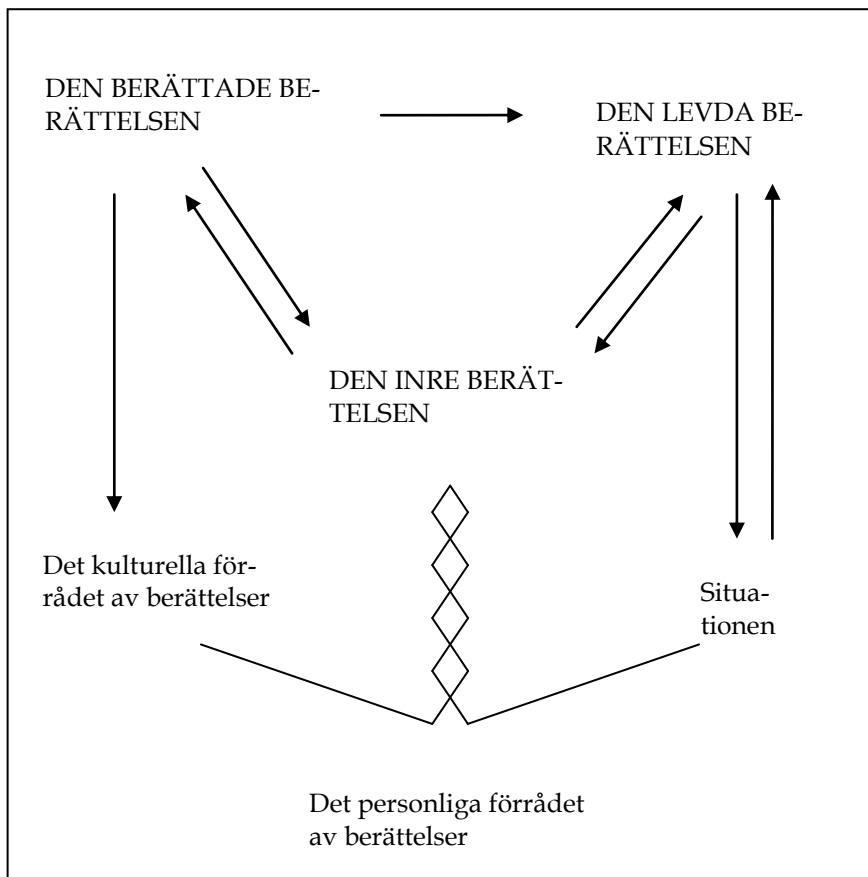 DEN BERÄTTADE BE-
RÄTTELSEN
DEN LEVDA BE-
RÄTTELSEN
DEN INRE BERÄT-
TELSEN
Det kulturella för-
rådet av berättelser
Situa-
tionen
Det personliga förrådet
av berättelser